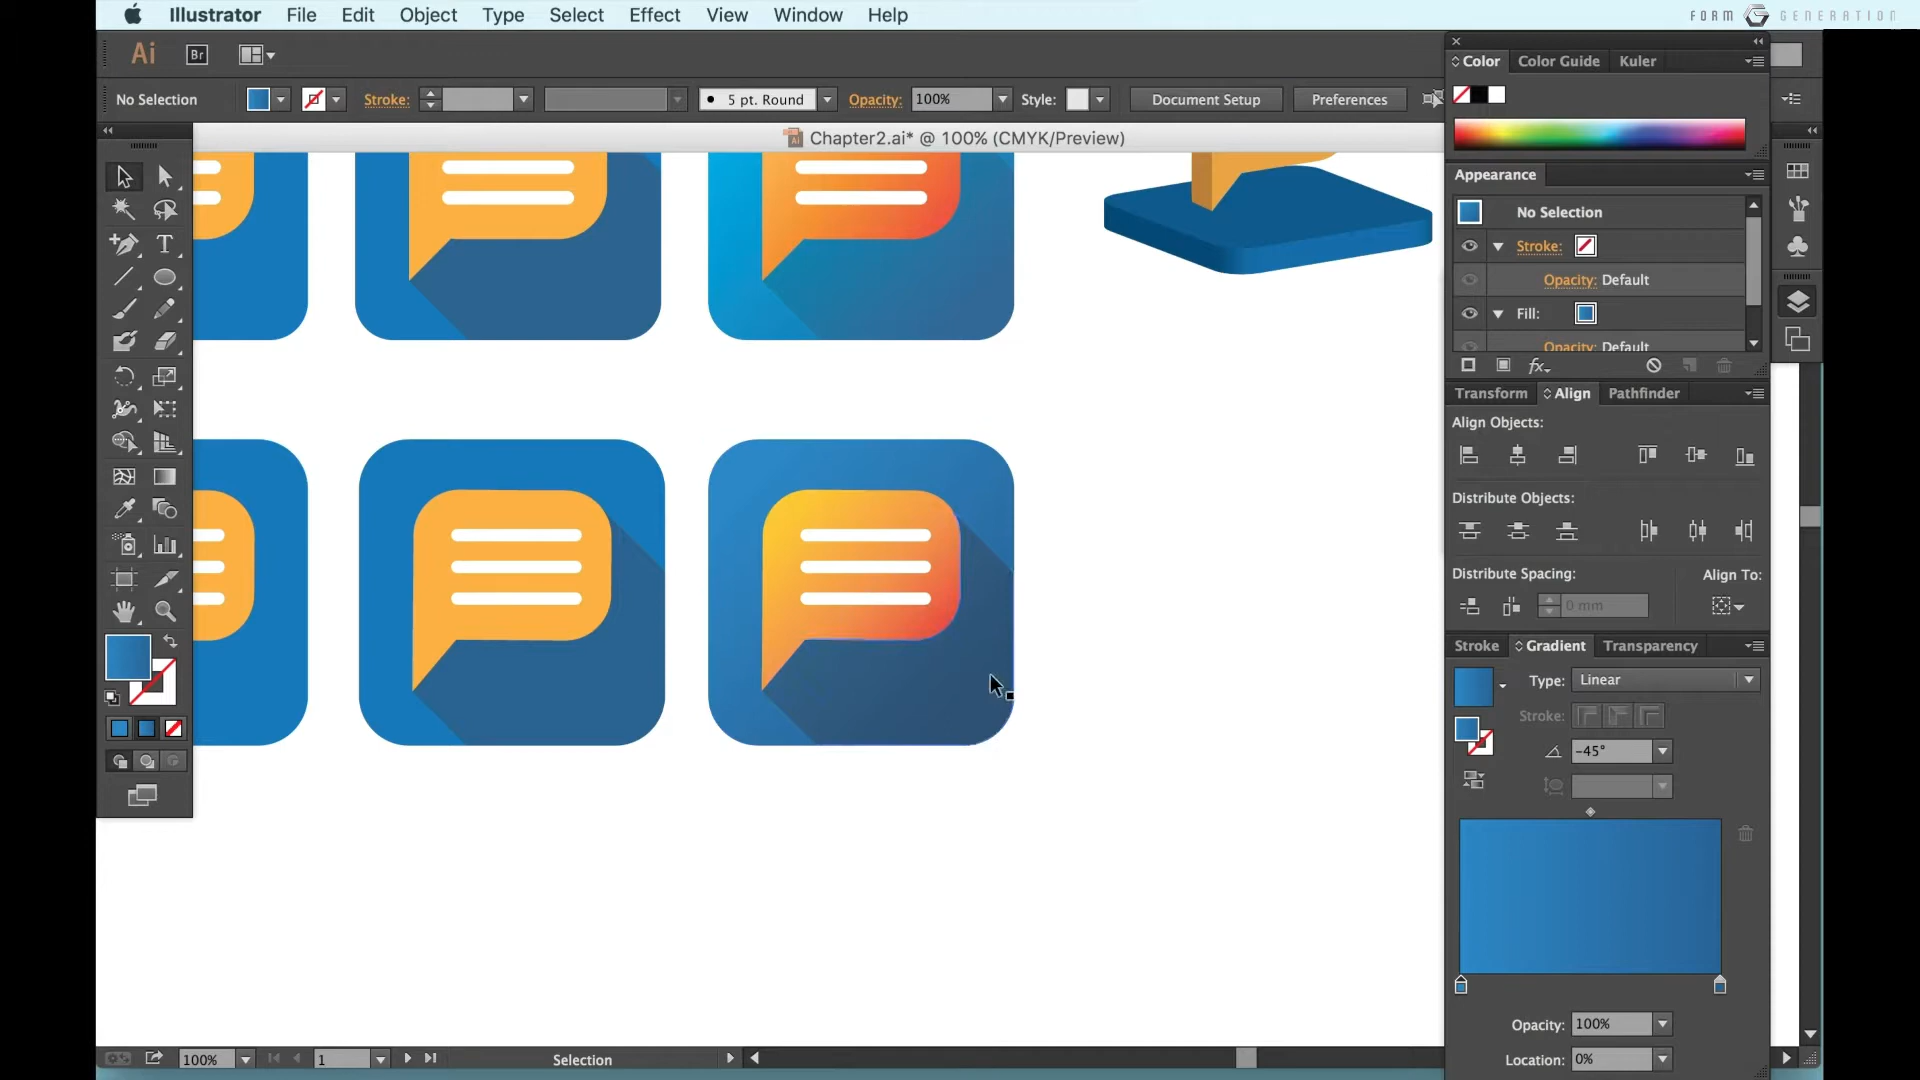 Illustrator File Edit Object Type Select Effect View Window Help
FORM G GENERATION
Ai Br
No Selection Stroke: 5 pt. Round Opacity: 100% Style: Document Setup Preferences
Chapter2.ai* @ 100% (CMYK/Preview)
Color Color Guide Kuler
Appearance
No Selection
Stroke:
Opacity: Default
Fill:
Opacity: Default
fx
Transform Align Pathfinder
Align Objects:
Distribute Objects:
Distribute Spacing: Align To:
0 mm
Stroke Gradient Transparency
Type: Linear
Stroke:
-45°
Opacity: 100%
Location: 0%
T
100% 1 Selection